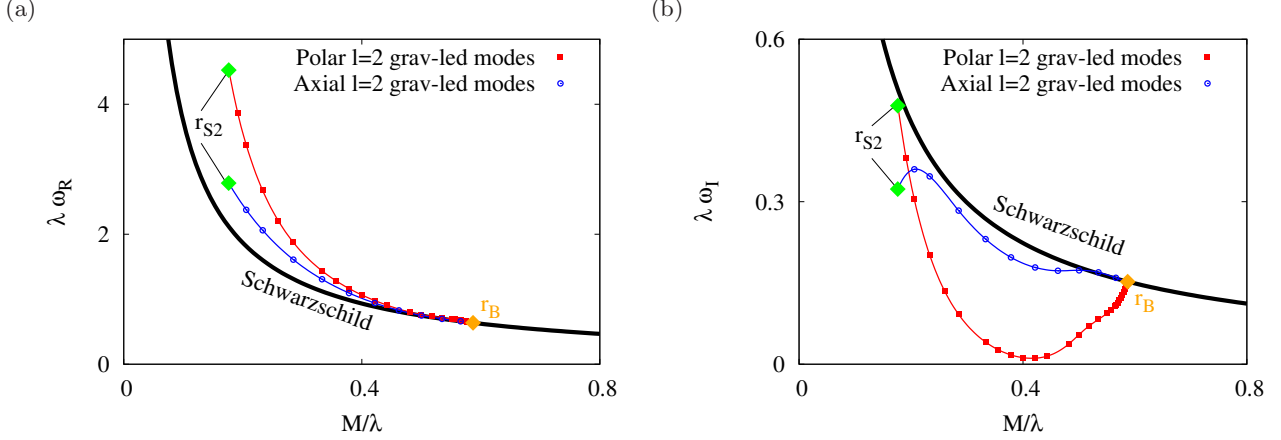 (a)
Polar l=2 grav-led modes
Axial l=2 grav-led modes
r_S2
Schwarzschild
r_B
λ ω_R
0
2
4
0
0.4
0.8
M/λ
(b)
Polar l=2 grav-led modes
Axial l=2 grav-led modes
r_S2
Schwarzschild
r_B
λ ω_I
0
0.3
0.6
0
0.4
0.8
M/λ